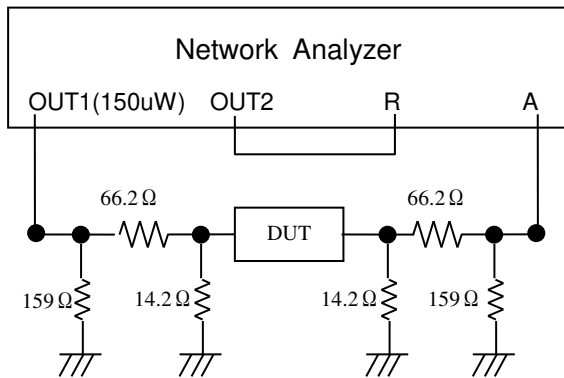 Network Analyzer
OUT1(150uW) OUT2 R A
66.2 Ω 66.2 Ω
DUT
159 Ω 14.2 Ω 14.2 Ω 159 Ω